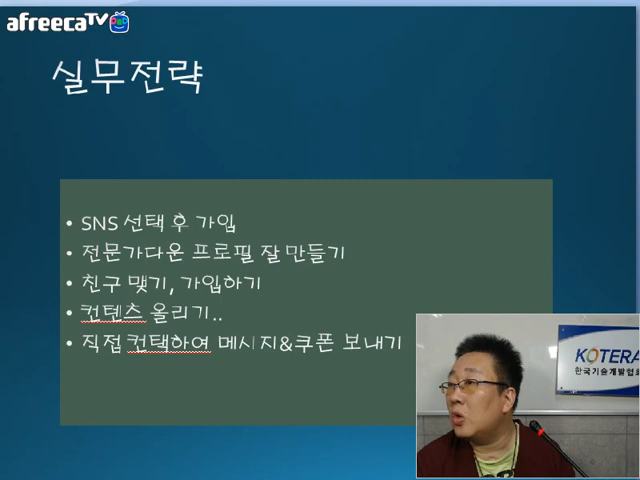 afreecaTV
실무전략
• SNS 선택 후 가입
• 전문가다운 프로필 잘 만들기
• 친구 맺기, 가입하기
• 컨텐츠 올리기..
• 직접 컨택하여 메시지&쿠폰 보내기
KOTERA
한국기술개발협회